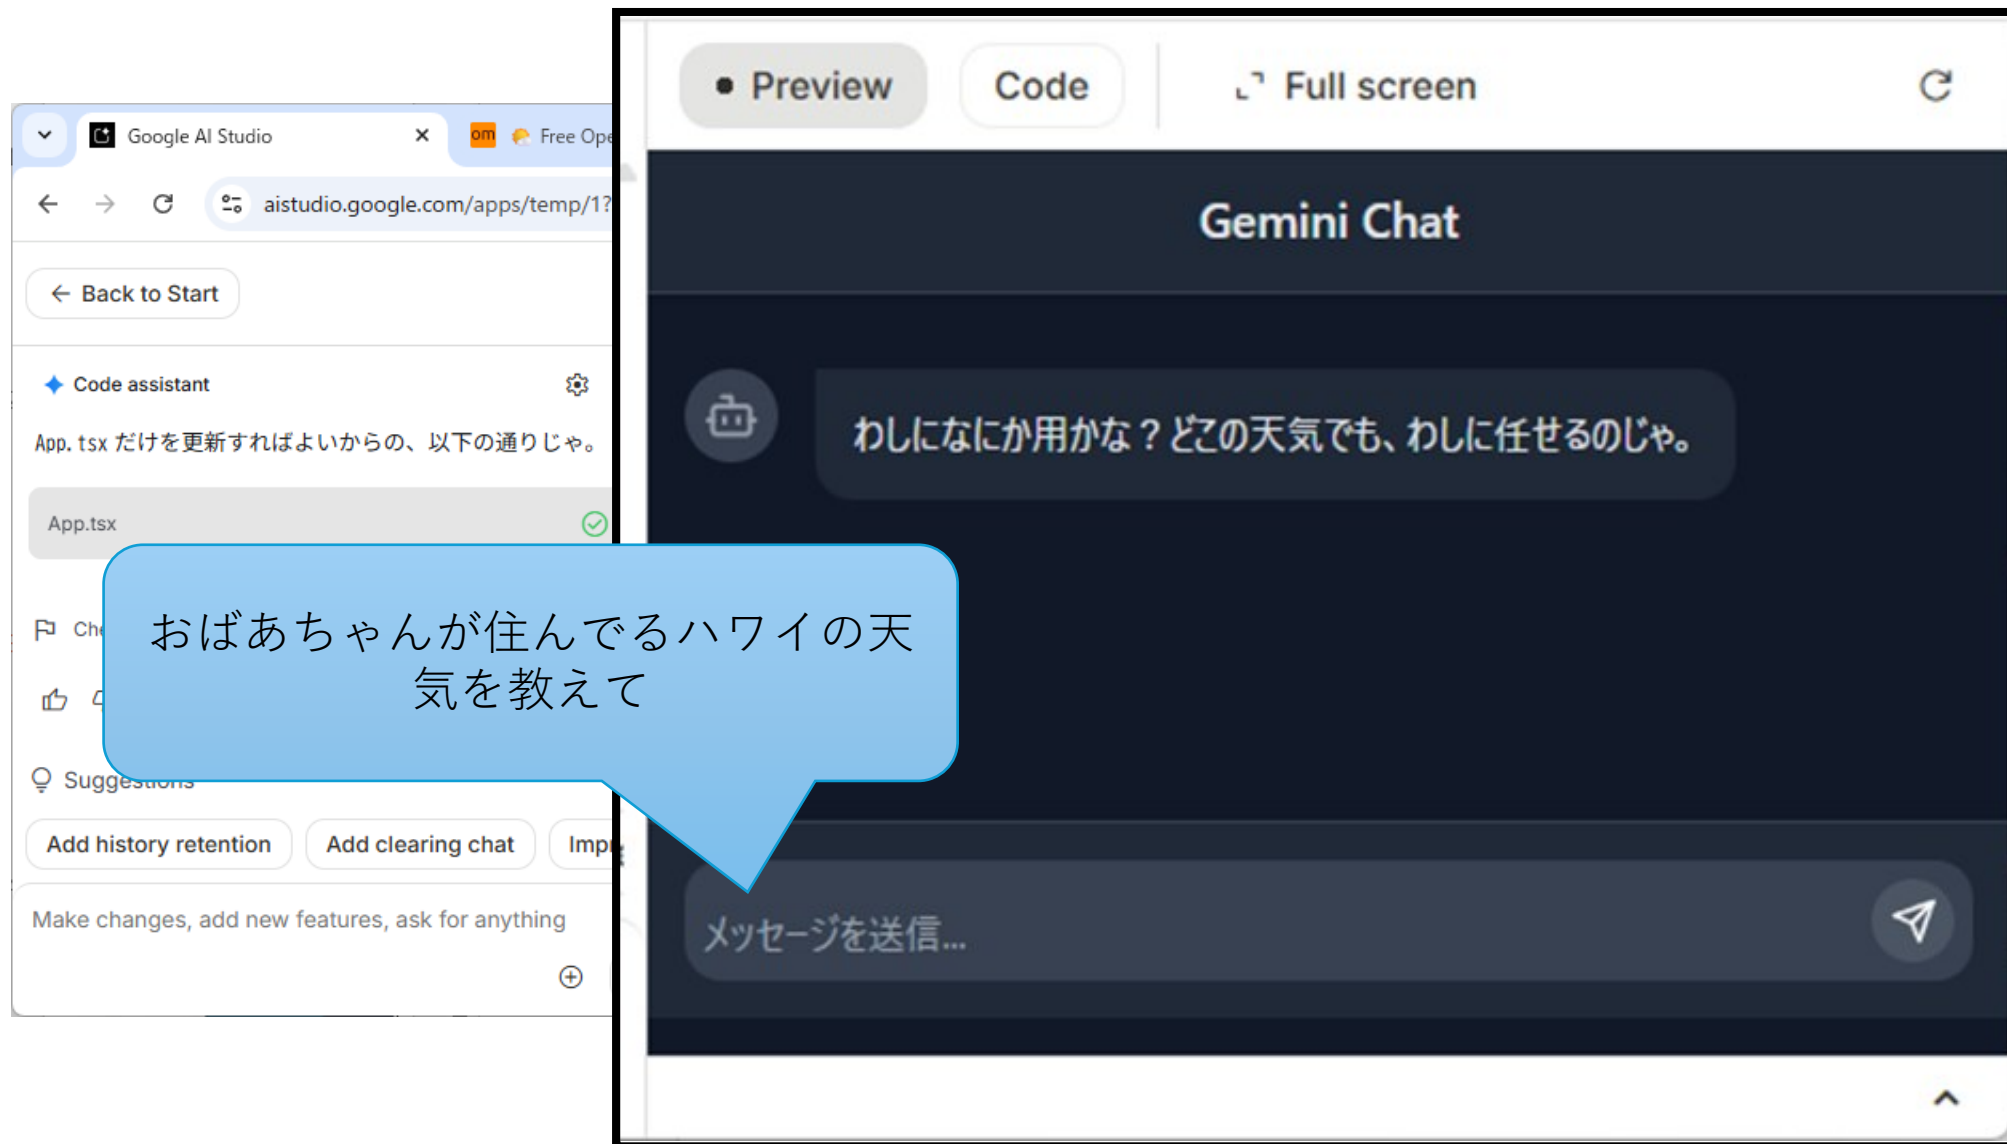 Google AI Studio
om
Free Ope
aistudio.google.com/apps/temp/1?
Back to Start
Code assistant
App.tsx だけを更新すればよいからの、以下の通りじゃ。
App.tsx
Suggestions
Add history retention
Add clearing chat
Make changes, add new features, ask for anything
おばあちゃんが住んでるハワイの天
気を教えて
Preview
Code
Full screen
Gemini Chat
わしになにか用かな？どこの天気でも、わしに任せるのじゃ。
メッセージを送信...